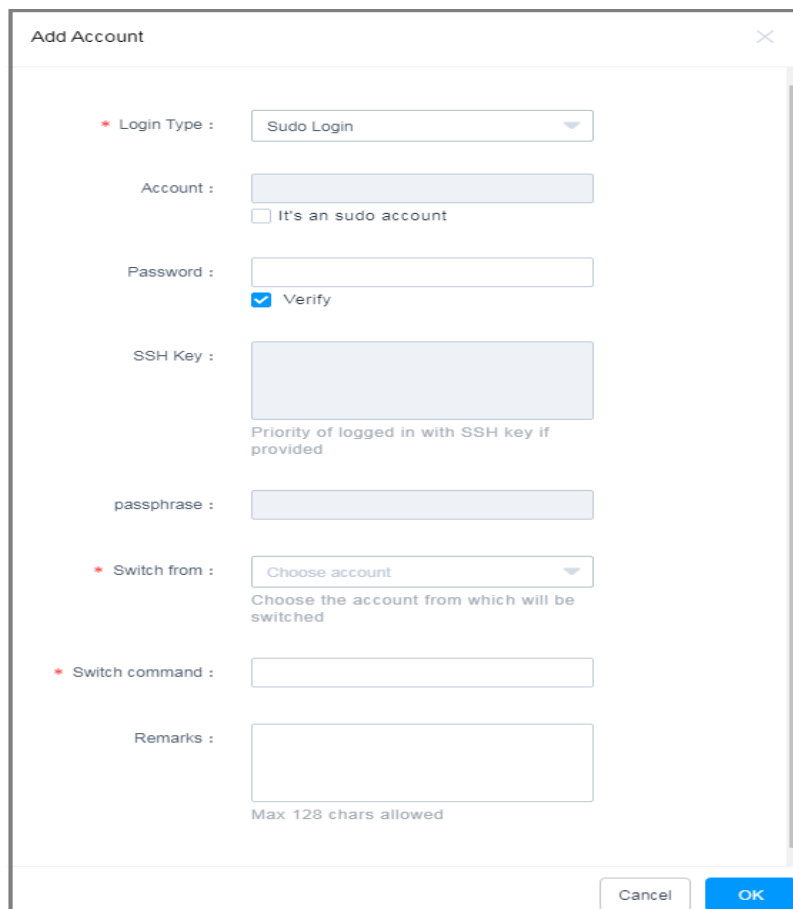 Add Account
* Login Type :
Sudo Login
Account :
It's an sudo account
Password :
Verify
SSH Key :
Priority of logged in with SSH key if
provided
passphrase :
* Switch from :
Choose account
Choose the account from which will be
switched
* Switch command :
Remarks :
Max 128 chars allowed
Cancel
OK